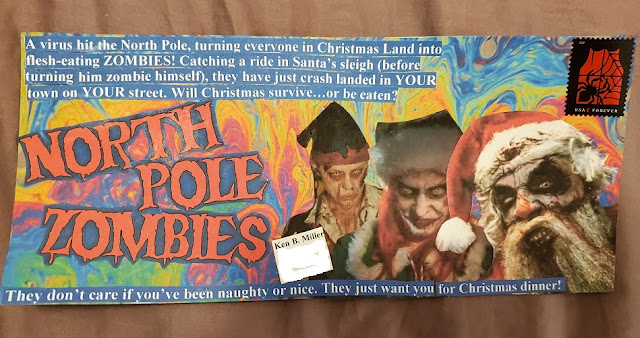 A virus hit the North Pole, turning everyone in Christmas Land into
flesh-eating ZOMBIES! Catching a ride in Santa's sleigh (before
turning him zombie himself), they have just crash landed in YOUR
town on YOUR street. Will Christmas survive…or be eaten?
USA FOREVER
NORTH
POLE
ZOMBIES
Ken B. Miller
They don't care if you've been naughty or nice. They just want you for Christmas dinner!